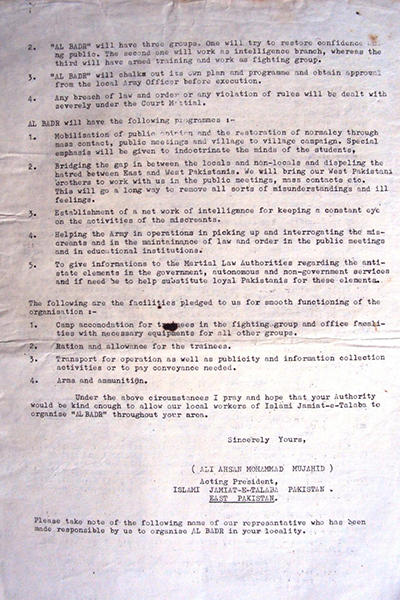 2. "AL BADR" will have three groups. One will try to restore confidence
ng public. The second one will work as intelligence branch, whereas the
third will have armed training and work as fighting group.
3. "AL BADR" will chalks out its own plan and programme and obtain approval
from the local Army Officer before execution.
4. Any breach of law and order or any violation of rules will be dealt with
severely under the Court Martial.
AL BADR will have the following programmes :-
1. Mobilisation of public opinion and the restoration of normalcy through
mass contact, public meetings and village to village campaign. Special
emphasis will be given to indoctrinate the minds of the students.
2. Bridging the gap in between the locals and non-locals and dispeling the
hatred between East and West Pakistanis. We will bring our West Pakistani
brothers to work with us in the public meetings, mass contacts etc.
This will go a long way to remove all sorts of misunderstandings and ill
feelings.
3. Establishment of a net work of intelligence for keeping a constant eye
on the activities of the miscreants.
4. Helping the Army in operations in picking up and interrogating the mis-
creants and in the maintainance of law and order in the public meetings
and in educational institutions.
5. To give informations to the Martial Law Authorities regarding the anti-
state elements in the government, autonomous and non-government services
and if need be to help substitute loyal Pakistanis for these elements.
The following are the facilities pledged to us for smooth functioning of the
organisation :-
1. Camp accomodation for trainees in the fighting group and office facili-
ties with necessary equipments for all other groups.
2. Ration and allowance for the trainees.
3. Transport for operation as well as publicity and information collection
activities or to pay conveyance needed.
4. Arms and ammunition.
Under the above circumstances I pray and hope that your Authority
would be kind enough to allow our local workers of Islami Jamiat-e-Talaba to
organise "AL BADR" throughout your area.
Sincerely Yours,
( ALI AHSAN MOHAMMAD MUJAHID )
Acting President,
ISLAMI JAMIAT-E-TALABA PAKISTAN .
EAST PAKISTAN.
Please take note of the following name of our representative who has been
made responsible by us to organise AL BADR in your locality.